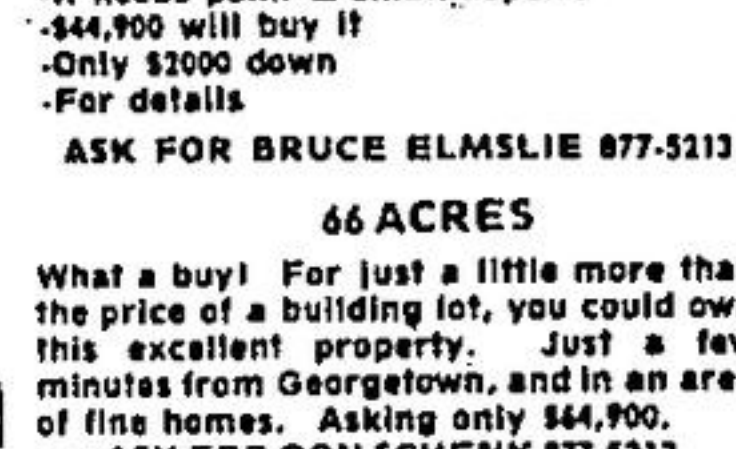 -$44,900 will buy it
-Only $2000 down
-For details
ASK FOR BRUCE ELMSLIE 877-5213
66 ACRES
What a buy! For just a little more tha
the price of a building lot, you could ow
this excellent property. Just a fe
minutes from Georgetown, and in an are
of fine homes. Asking only $64,900.